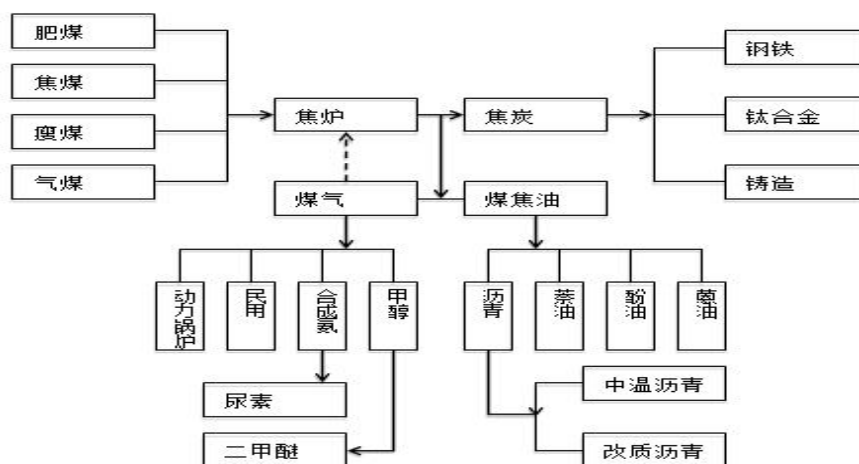 肥煤
焦煤
瘦煤
气煤
焦炉
焦炭
钢铁
钛合金
铸造
煤气
煤焦油
动力锅炉
民用
合成氨
甲醇
沥青
萘油
酚油
蒽油
尿素
二甲醚
中温沥青
改质沥青